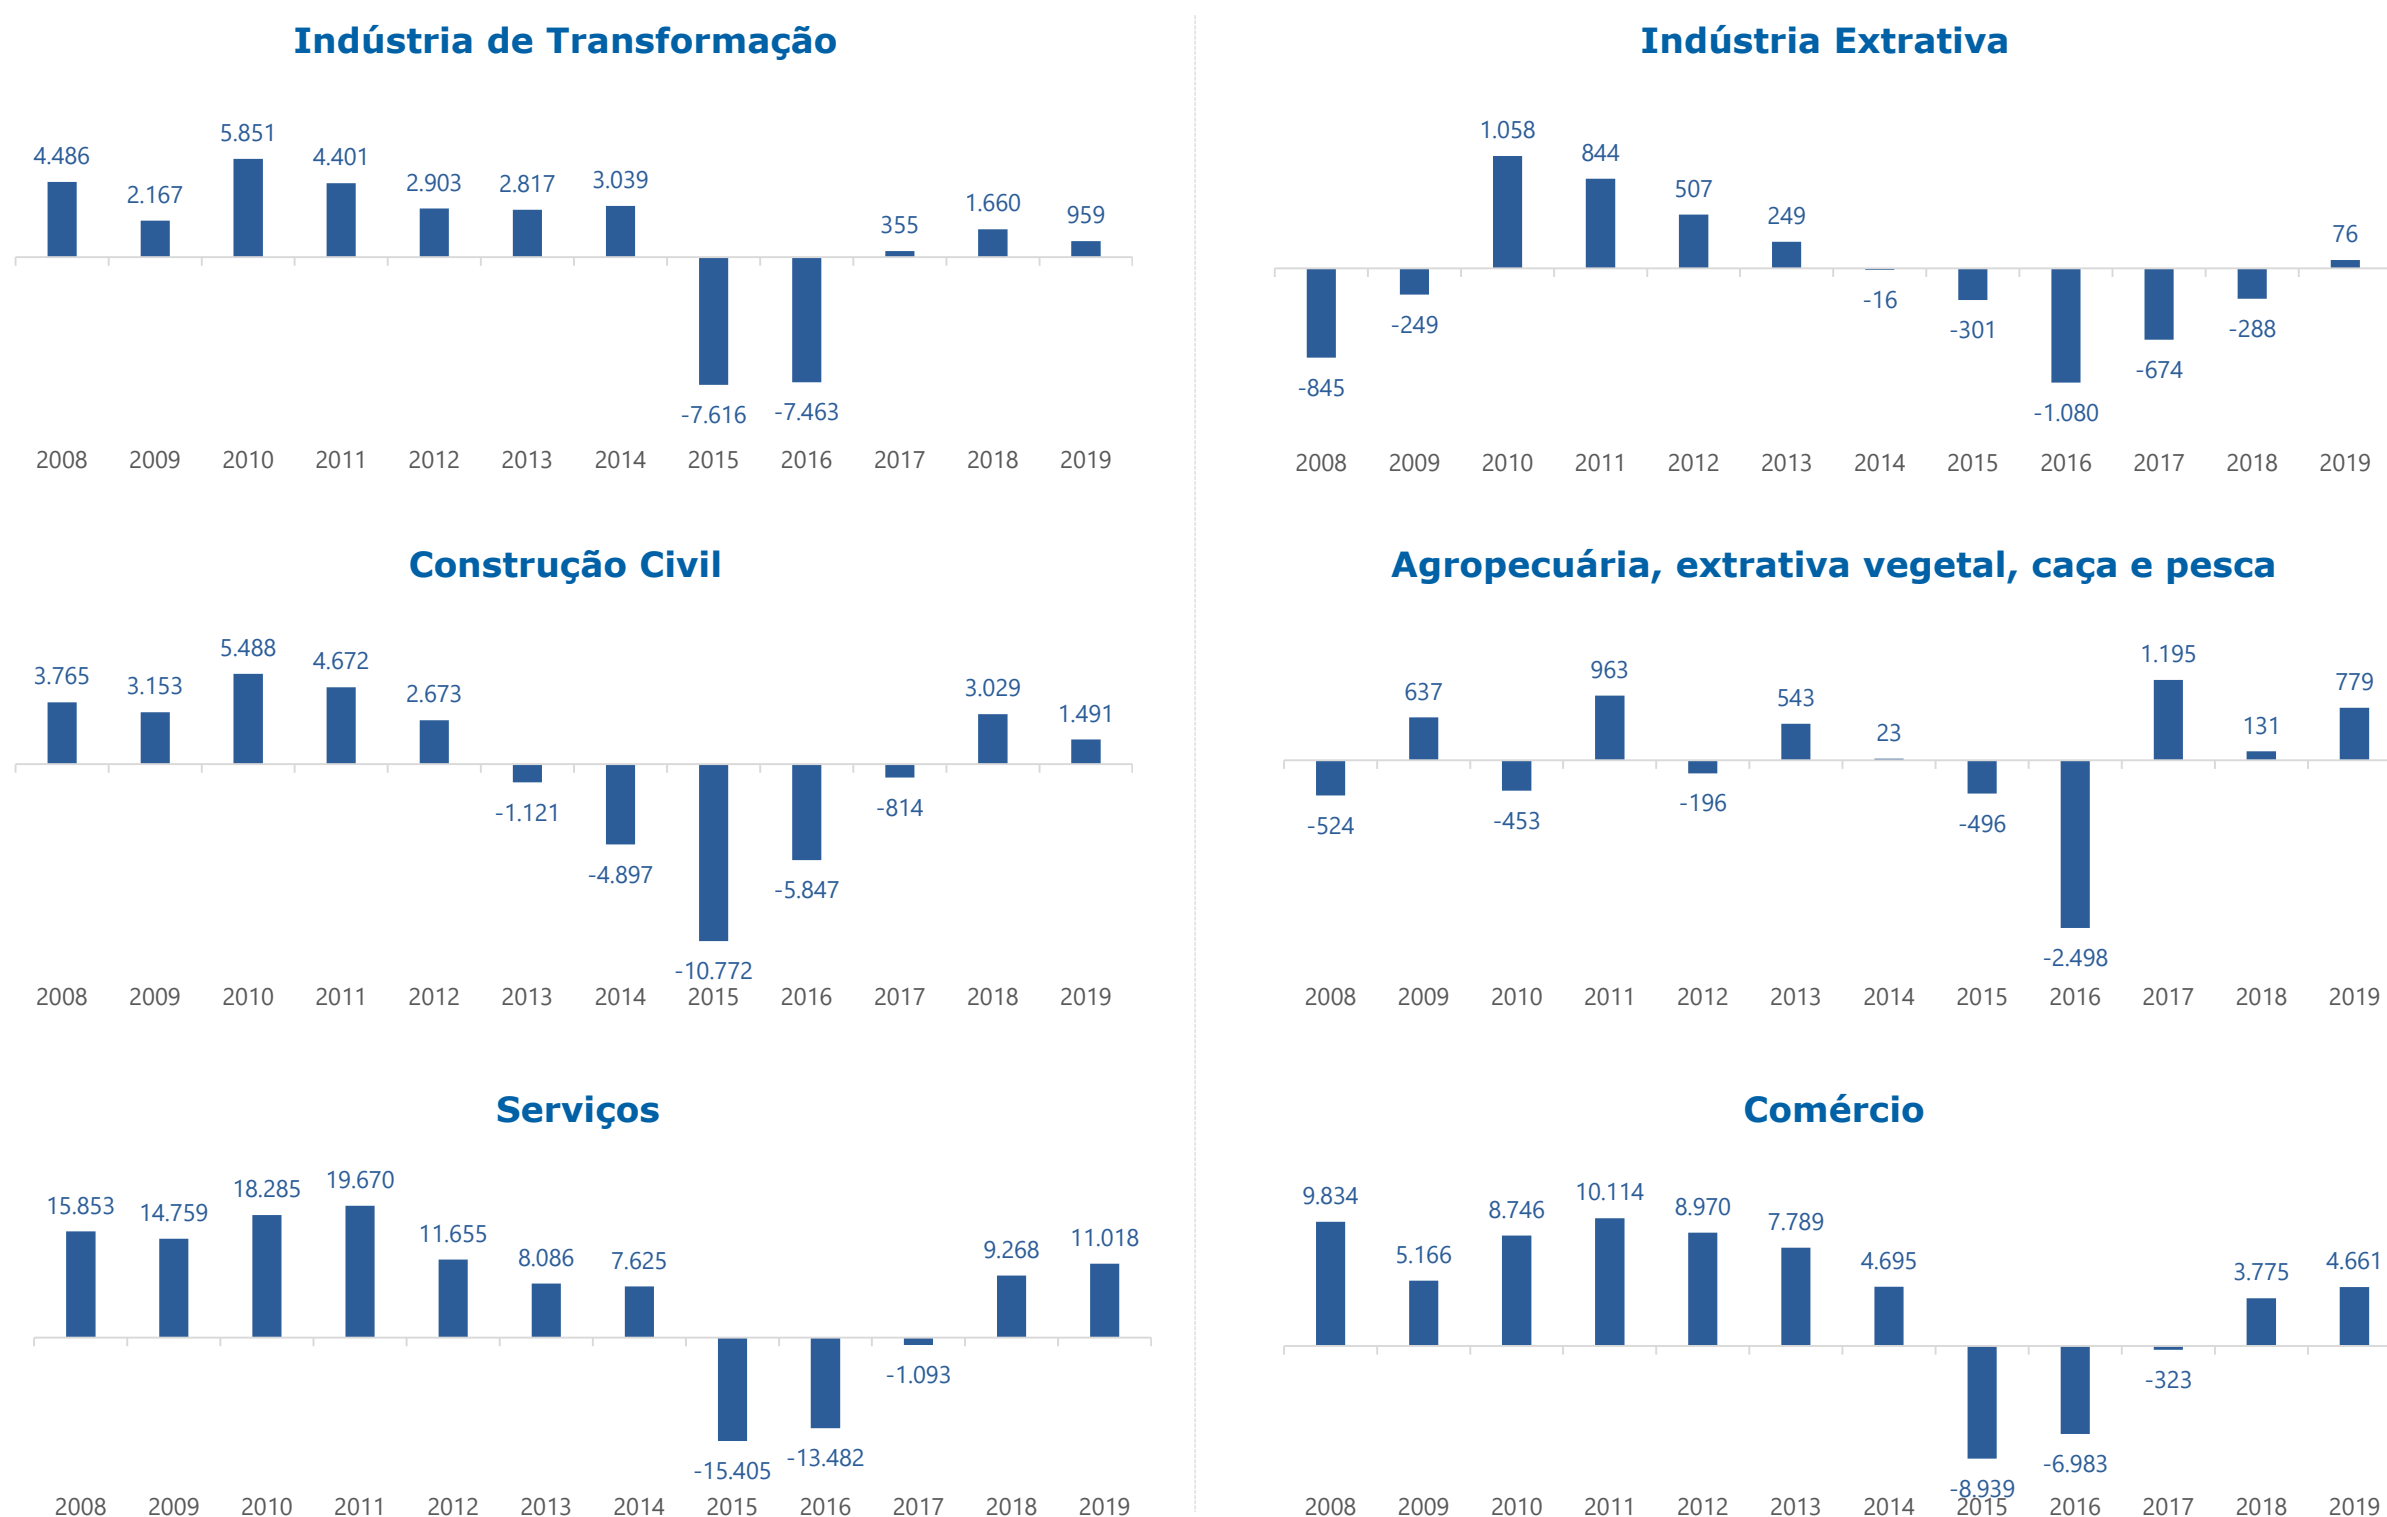 Indústria de Transformação
4.486 2.167 5.851 4.401 2.903 2.817 3.039 -7.616 -7.463 355 1.660 959
2008 2009 2010 2011 2012 2013 2014 2015 2016 2017 2018 2019
Indústria Extrativa
-845 -249 1.058 844 507 249 -16 -301 -1.080 -674 -288 76
2008 2009 2010 2011 2012 2013 2014 2015 2016 2017 2018 2019
Construção Civil
3.765 3.153 5.488 4.672 2.673 -1.121 -4.897 -10.772 -5.847 -814 3.029 1.491
2008 2009 2010 2011 2012 2013 2014 2015 2016 2017 2018 2019
Agropecuária, extrativa vegetal, caça e pesca
-524 637 -453 963 -196 543 23 -496 -2.498 1.195 131 779
2008 2009 2010 2011 2012 2013 2014 2015 2016 2017 2018 2019
Serviços
15.853 14.759 18.285 19.670 11.655 8.086 7.625 -15.405 -13.482 -1.093 9.268 11.018
2008 2009 2010 2011 2012 2013 2014 2015 2016 2017 2018 2019
Comércio
9.834 5.166 8.746 10.114 8.970 7.789 4.695 -8.939 -6.983 -323 3.775 4.661
2008 2009 2010 2011 2012 2013 2014 2015 2016 2017 2018 2019